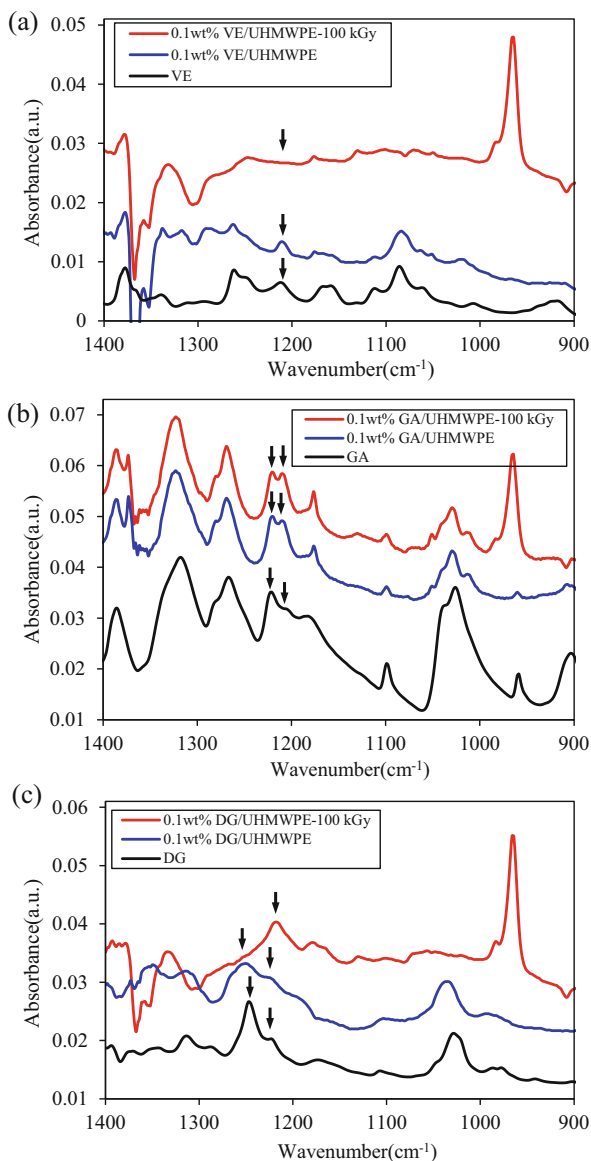 (a)
0.05
0.04
0.03
0.02
0.01
0
Absorbance(a.u.)
0.1wt% VE/UHMWPE-100 kGy
0.1wt% VE/UHMWPE
VE
1400 1300 1200 1100 1000 900
Wavenumber(cm⁻¹)
(b)
0.07
0.06
0.05
0.04
0.03
0.02
0.01
Absorbance(a.u.)
0.1wt% GA/UHMWPE-100 kGy
0.1wt% GA/UHMWPE
GA
1400 1300 1200 1100 1000 900
Wavenumber(cm⁻¹)
(c)
0.06
0.05
0.04
0.03
0.02
0.01
Absorbance(a.u.)
0.1wt% DG/UHMWPE-100 kGy
0.1wt% DG/UHMWPE
DG
1400 1300 1200 1100 1000 900
Wavenumber(cm⁻¹)